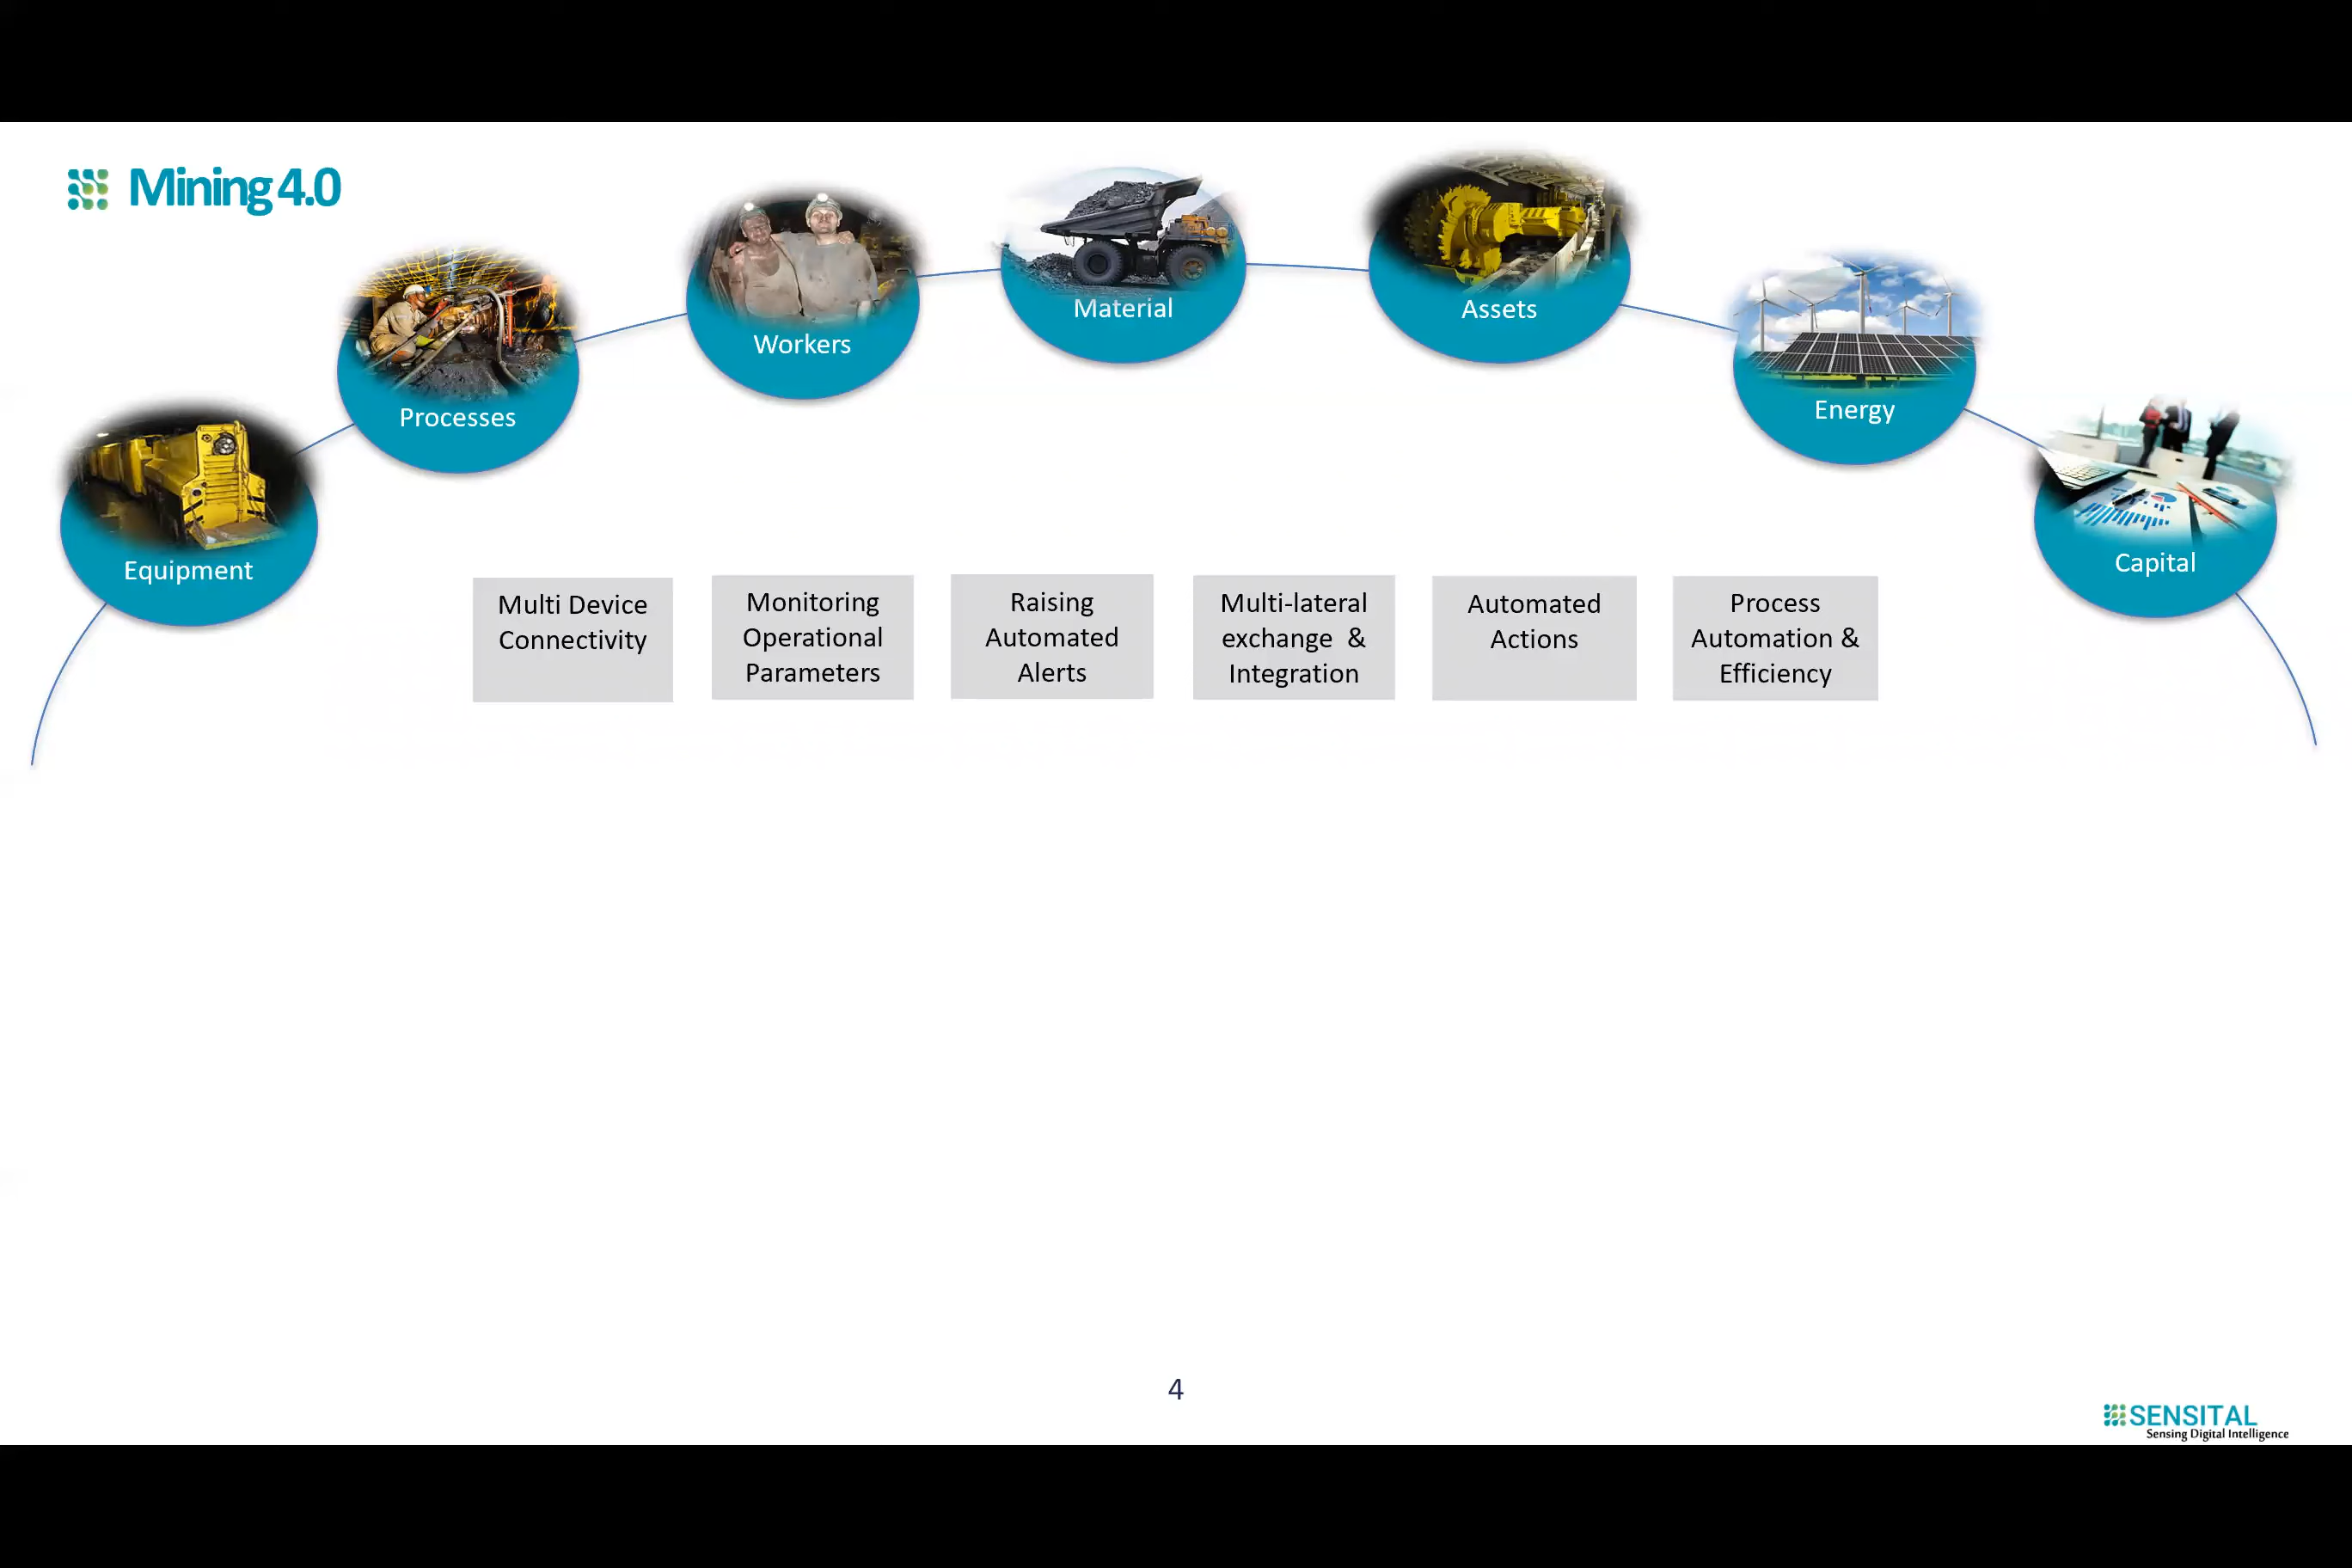 Mining 4.0
Equipment
Processes
Workers
Material
Assets
Energy
Capital
Multi Device
Connectivity
Monitoring
Operational
Parameters
Raising
Automated
Alerts
Multi-lateral
exchange &
Integration
Automated
Actions
Process
Automation &
Efficiency
4
SENSITAL
Sensing Digital Intelligence